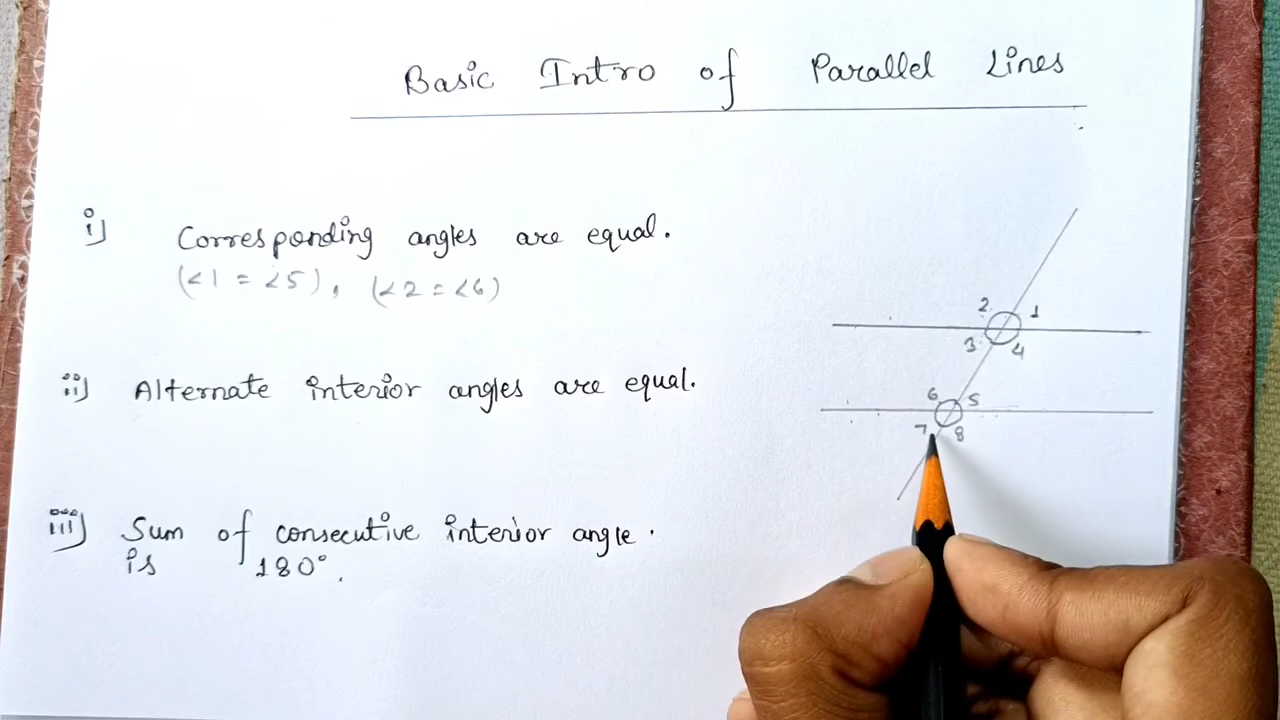 Basic Intro of Parallel Lines
i) Corresponding angles are equal.
(∠1 = ∠5), (∠2 = ∠6)
ii) Alternate interior angles are equal.
iii) Sum of consecutive interior angle.
is 180°.
2 1
3 4
6 5
7 8